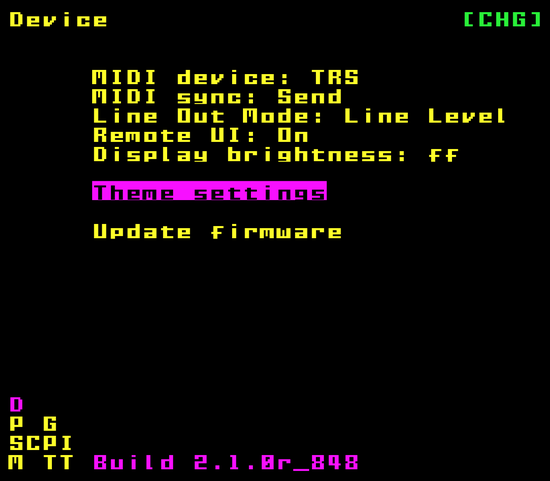 Device [CHG]
MIDI device: TRS
MIDI sync: Send
Line Out Mode: Line Level
Remote UI: On
Display brightness: ff
Theme settings
Update firmware
D
P G
SCPI
M TT Build 2.1.0r_848